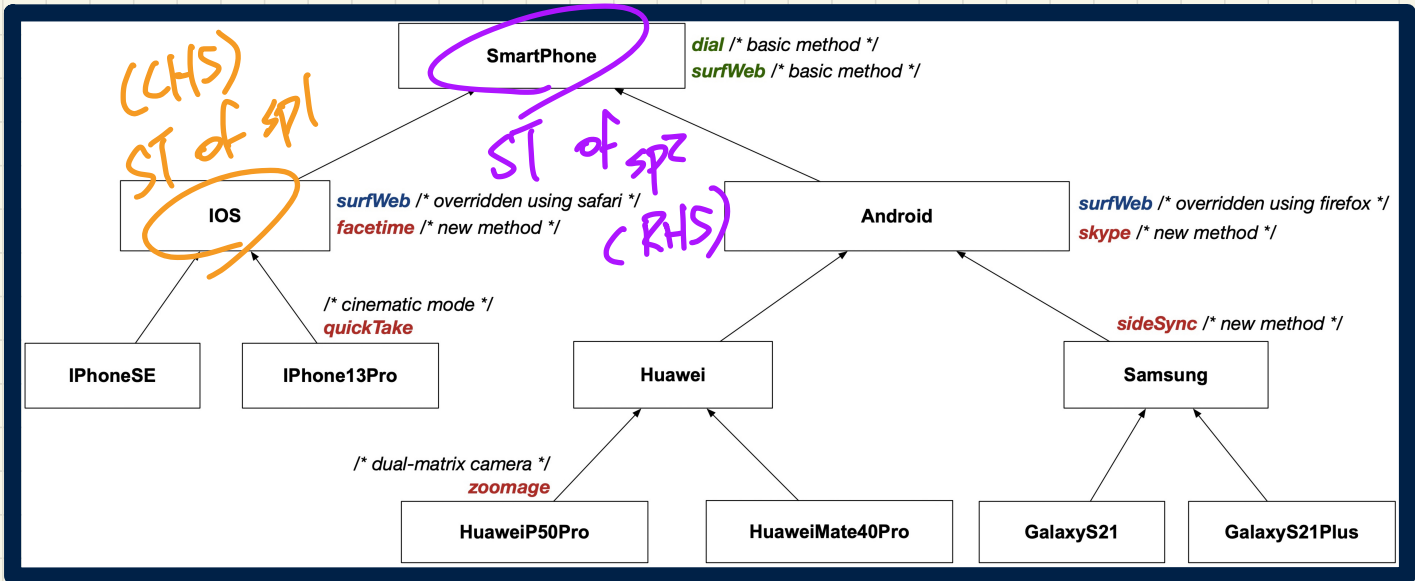 SmartPhone
dial /* basic method */
surfWeb /* basic method */
(LHS)
ST of sp1
ST of sp2
(RHS)
IOS
surfWeb /* overridden using safari */
facetime /* new method */
Android
surfWeb /* overridden using firefox */
skype /* new method */
/* cinematic mode */
quickTake
sideSync /* new method */
IPhoneSE
IPhone13Pro
Huawei
Samsung
/* dual-matrix camera */
zoomage
HuaweiP50Pro
HuaweiMate40Pro
GalaxyS21
GalaxyS21Plus